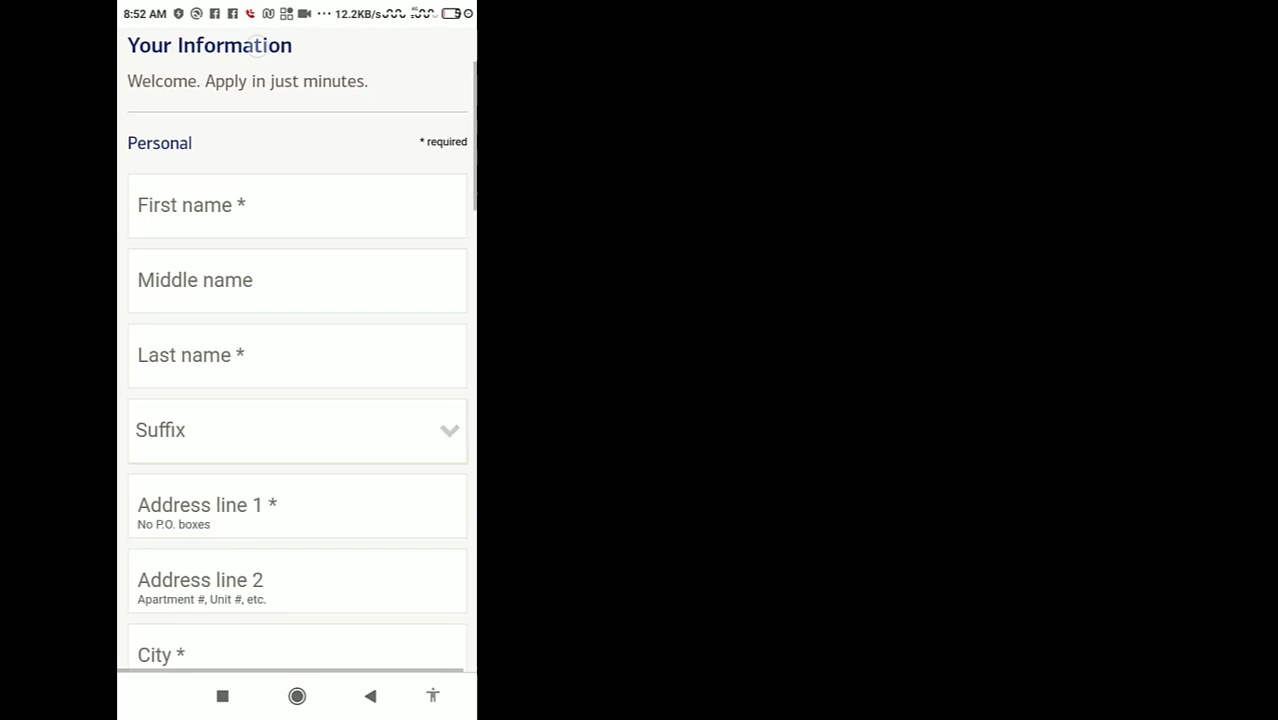 8:52 AM 12.2KB/s
Your Information
Welcome. Apply in just minutes.
Personal * required
First name *
Middle name
Last name *
Suffix
Address line 1 *
No P.O. boxes
Address line 2
Apartment #, Unit #, etc.
City *